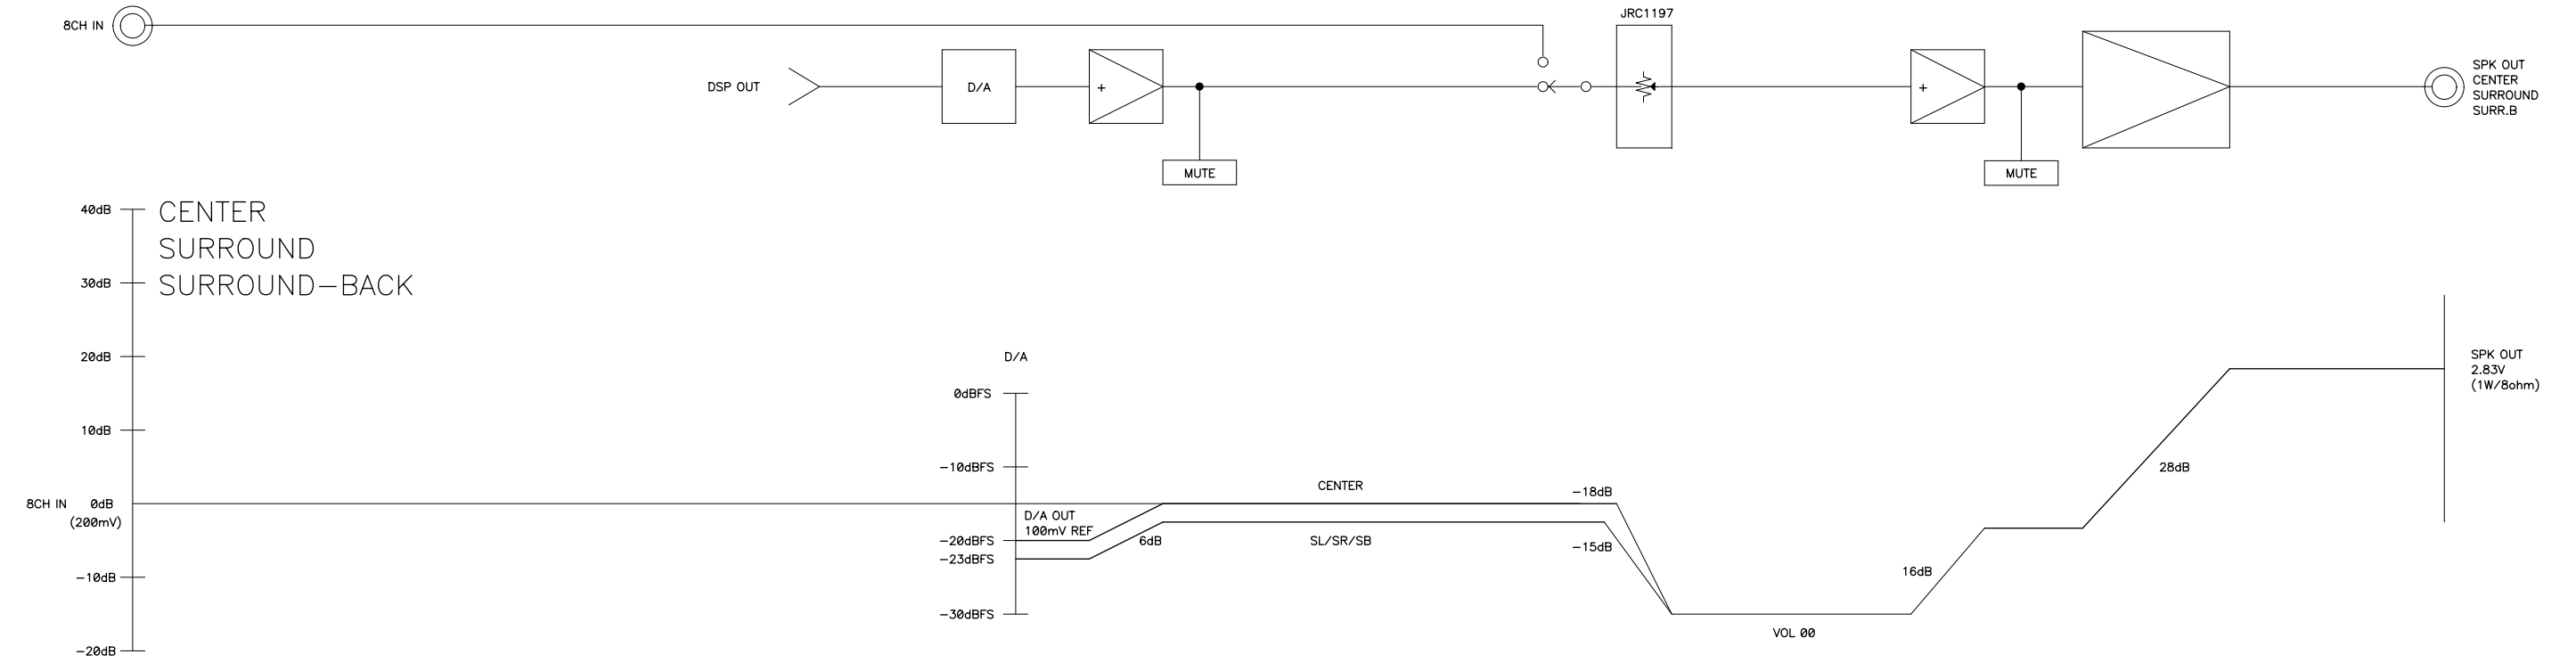 JRC1197
8CH IN
DSP OUT
D/A
+
+
SPK OUT
CENTER
SURROUND
SURR.B
MUTE
MUTE
40dB
CENTER
SURROUND
30dB
SURROUND-BACK
20dB
D/A
SPK OUT
2.83V
(1W/8ohm)
0dBFS
10dB
-10dBFS
28dB
CENTER
-18dB
8CH IN 0dB
(200mV)
D/A OUT
100mV REF
-20dBFS
6dB
SL/SR/SB
-15dB
-23dBFS
16dB
-10dB
-30dBFS
VOL 00
-20dB